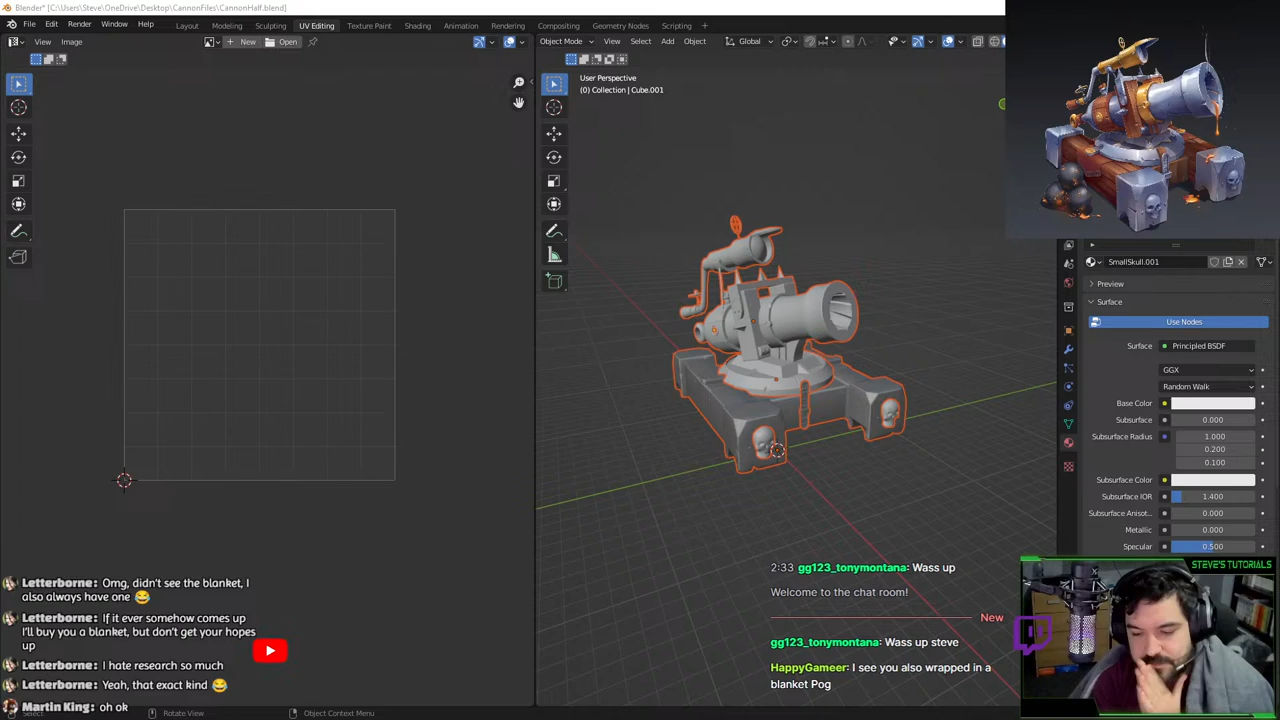 Blender* [C:\Users\Steve\OneDrive\Desktop\CannonFiles\CannonHalf.blend]
File Edit Render Window Help Layout Modeling Sculpting UV Editing Texture Paint Shading Animation Rendering Compositing Geometry Nodes Scripting +
View Image New Open
Object Mode View Select Add Object Global
User Perspective
(0) Collection | Cube.001
SmallSkull.001
Preview
Surface
Use Nodes
Surface Principled BSDF
GGX
Random Walk
Base Color
Subsurface 0.000
Subsurface Radius 1.000
0.200
0.100
Subsurface Color
Subsurface IOR 1.400
Subsurface Anisot.. 0.000
Metallic 0.000
Specular 0.500
STEVE'S TUTORIALS
Letterborne: Omg, didn't see the blanket, I
also always have one
Letterborne: If it ever somehow comes up
I'll buy you a blanket, but don't get your hopes
up
Letterborne: I hate research so much
Letterborne: Yeah, that exact kind
Martin King: oh ok
2:33 gg123_tonymontana: Wass up
Welcome to the chat room!
New
gg123_tonymontana: Wass up steve
HappyGameer: I see you also wrapped in a
blanket Pog
Select Rotate View Object Context Menu